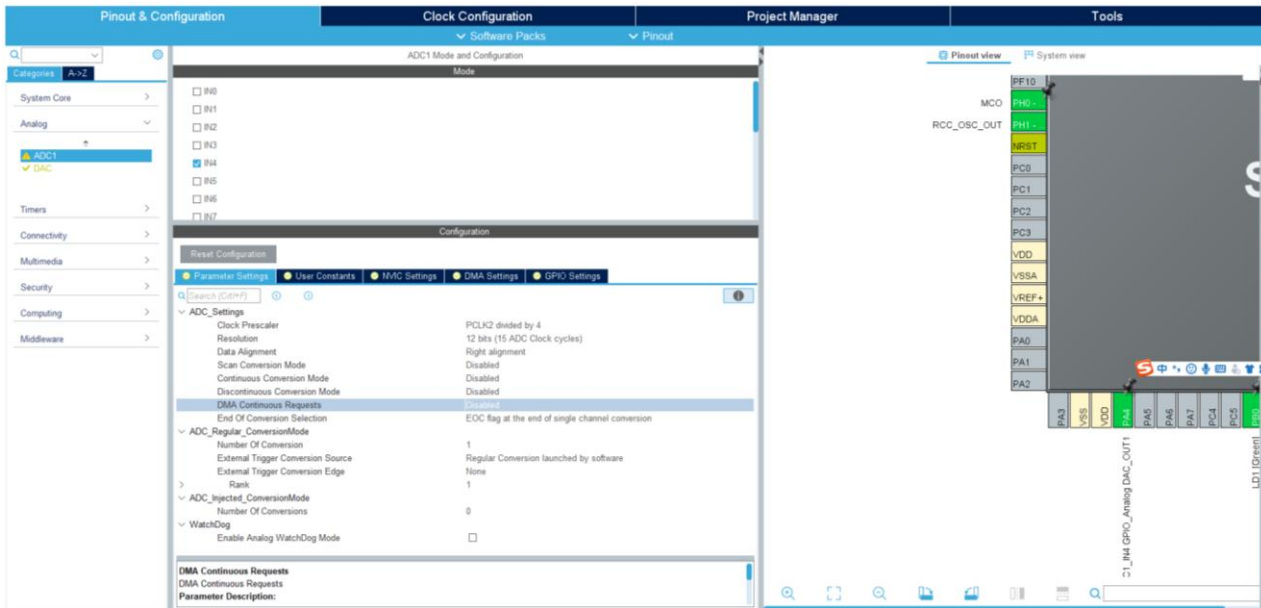 Pinout & Configuration
Clock Configuration
Project Manager
Tools
Software Packs
Pinout
Categories
A->Z
System Core
Analog
ADC1
DAC
Timers
Connectivity
Multimedia
Security
Computing
Middleware
ADC1 Mode and Configuration
Mode
IN0
IN1
IN2
IN3
IN4
IN5
IN6
IN7
Configuration
Reset Configuration
Parameter Settings
User Constants
NVIC Settings
DMA Settings
GPIO Settings
Search (Ctrl+F)
ADC_Settings
Clock Prescaler PCLK2 divided by 4
Resolution 12 bits (15 ADC Clock cycles)
Data Alignment Right alignment
Scan Conversion Mode Disabled
Continuous Conversion Mode Disabled
Discontinuous Conversion Mode Disabled
DMA Continuous Requests Disabled
End Of Conversion Selection EOC flag at the end of single channel conversion
ADC_Regular_ConversionMode
Number Of Conversion 1
External Trigger Conversion Source Regular Conversion launched by software
External Trigger Conversion Edge None
Rank 1
ADC_Injected_ConversionMode
Number Of Conversions 0
WatchDog
Enable Analog WatchDog Mode
DMA Continuous Requests
DMA Continuous Requests
Parameter Description:
Pinout view
System view
PF10
MCO PH0 -
RCC_OSC_OUT PH1 -
NRST
PC0
PC1
PC2
PC3
VDD
VSSA
VREF+
VDDA
PA0
PA1
PA2
S
中
PA3
VSS
VDD
PA4
PA5
PA6
PA7
PC4
PC5
PB0
C1_IN4 GPIO_Analog DAC_OUT1
LD1 [Green]